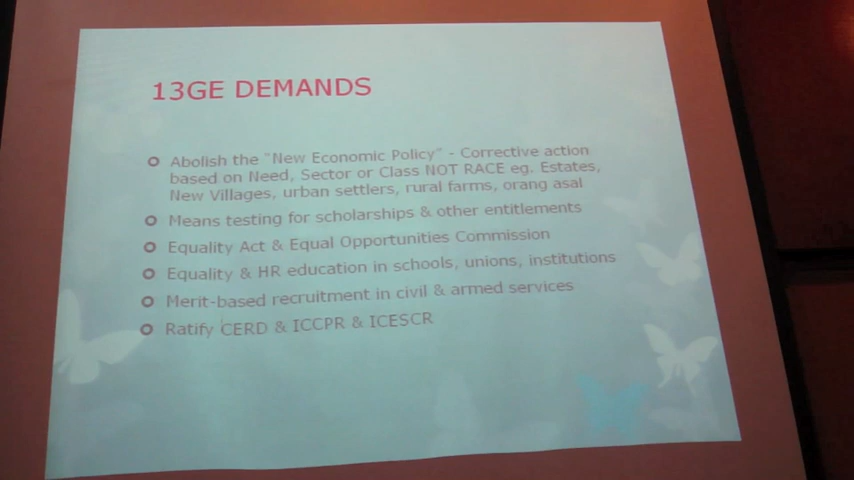 13GE DEMANDS
Abolish the "New Economic Policy" - Corrective action
based on Need, Sector or Class NOT RACE eg. Estates,
New Villages, urban settlers, rural farms, orang asal
Means testing for scholarships & other entitlements
Equality Act & Equal Opportunities Commission
Equality & HR education in schools, unions, institutions
Merit-based recruitment in civil & armed services
Ratify CERD & ICCPR & ICESCR